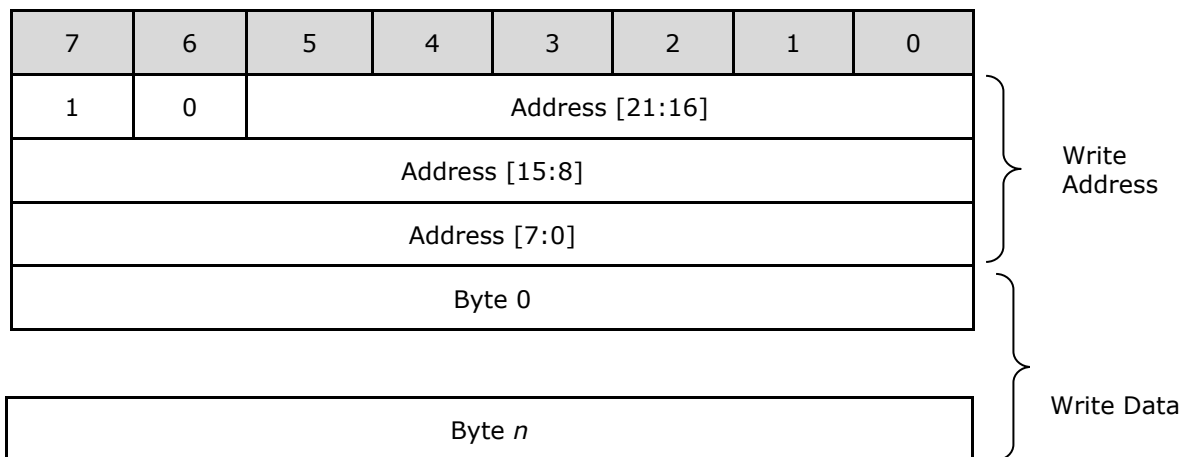 7 6 5 4 3 2 1 0
1 0 Address [21:16]
Address [15:8]
Write
Address
Address [7:0]
Byte 0
Write Data
Byte n